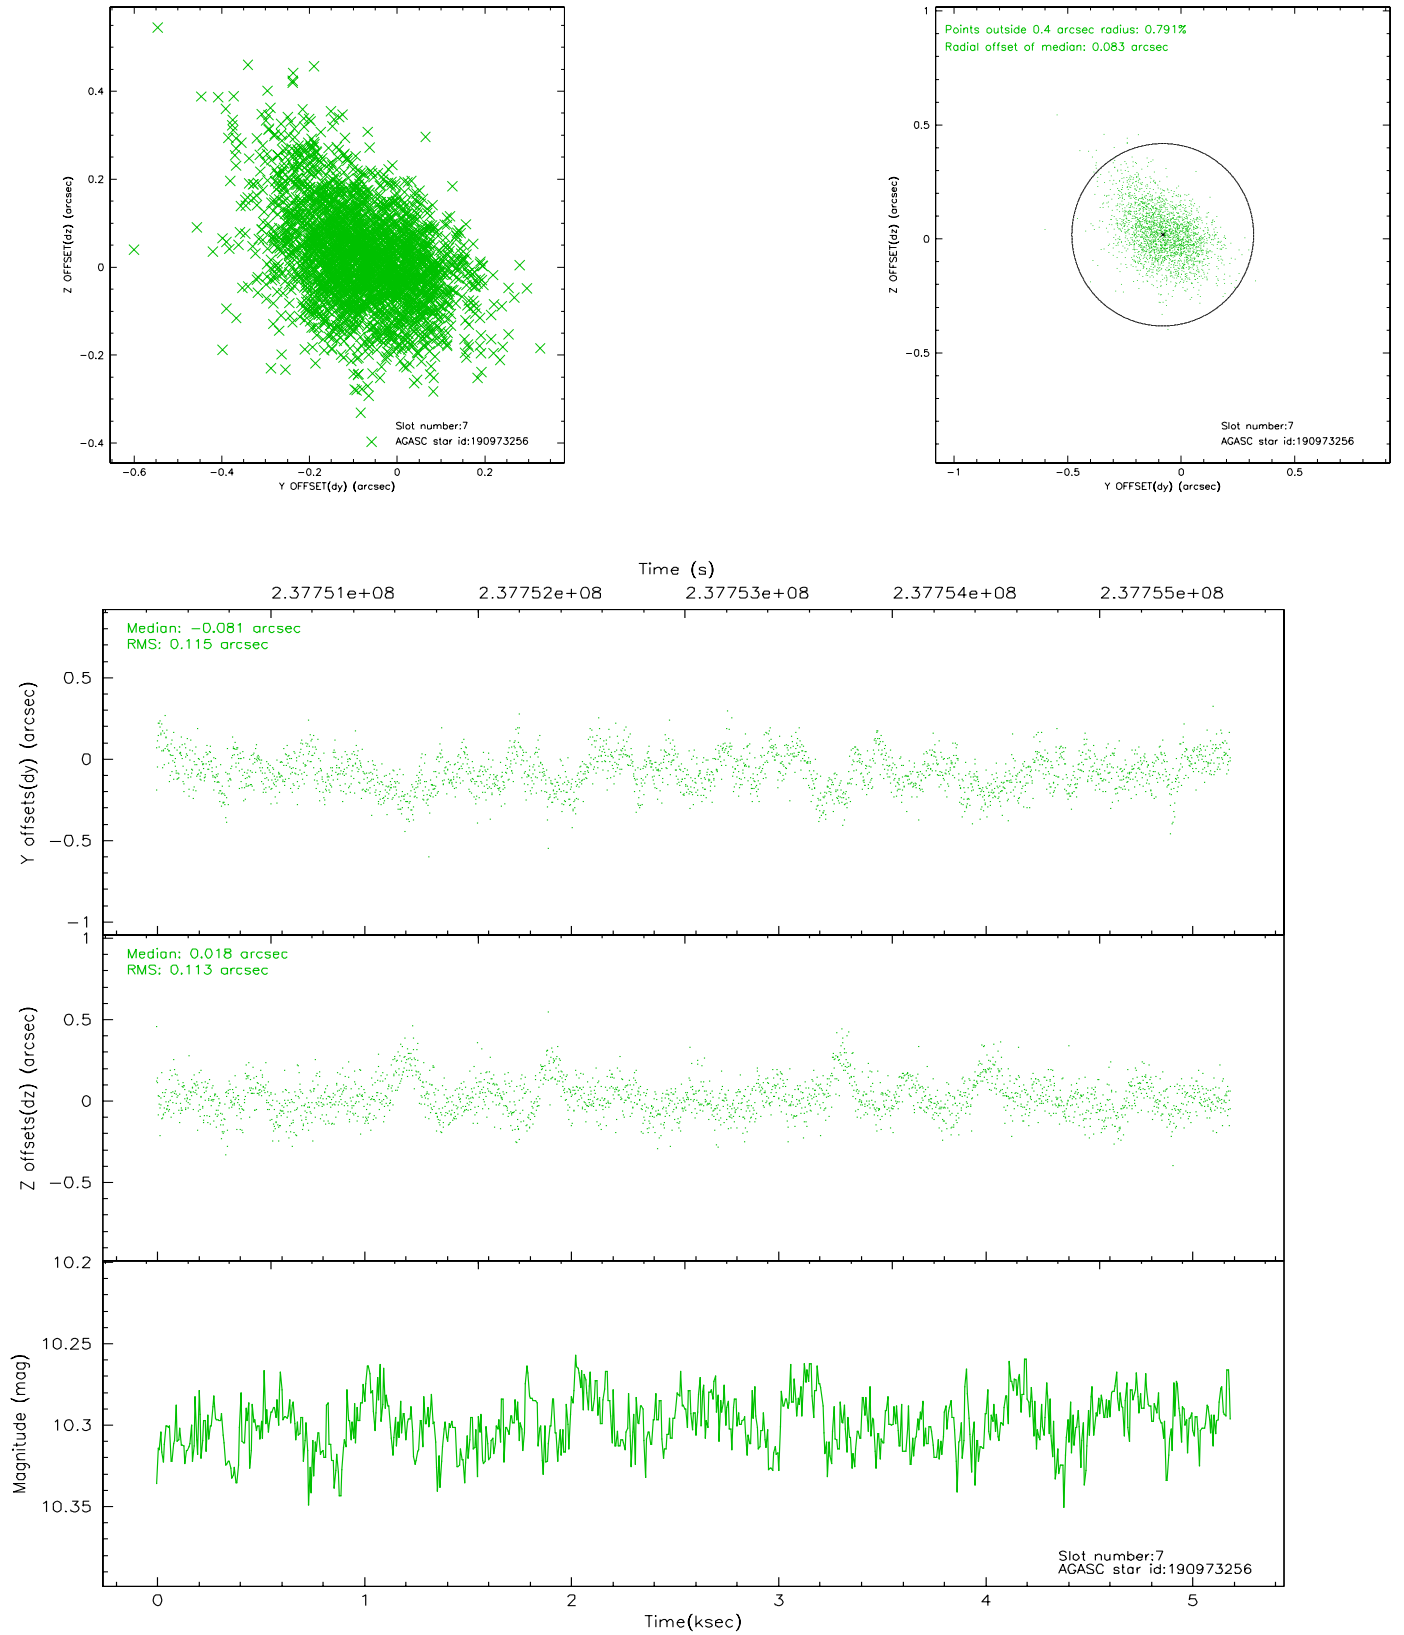 0.4
0.2
0
-0.2
-0.4
Z OFFSET(dz) (arcsec)
Slot number:7
AGASC star id:190973256
-0.6
-0.4
-0.2
0
0.2
Y OFFSET(dy) (arcsec)
Points outside 0.4 arcsec radius: 0.791%
Radial offset of median: 0.083 arcsec
1
0.5
0
-0.5
Z OFFSET(dz) (arcsec)
Slot number:7
AGASC star id:190973256
-1
-0.5
0
0.5
Y OFFSET(dy) (arcsec)
Time (s)
2.37751e+08
2.37752e+08
2.37753e+08
2.37754e+08
2.37755e+08
Median: -0.081 arcsec
RMS: 0.115 arcsec
0.5
0
-0.5
-1
Y offsets(dy) (arcsec)
Median: 0.018 arcsec
RMS: 0.113 arcsec
1
0.5
0
-0.5
Z offsets(dz) (arcsec)
10.2
10.25
10.3
10.35
Magnitude (mag)
Slot number:7
AGASC star id:190973256
0
1
2
3
4
5
Time(ksec)